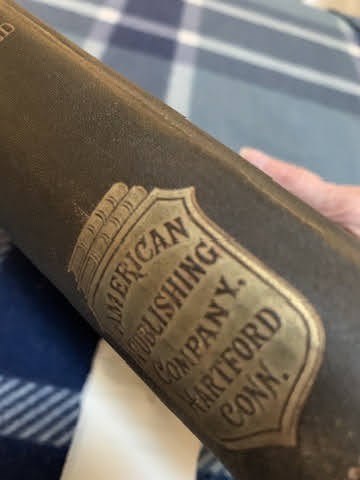 AMERICAN
PUBLISHING
COMPANY.
HARTFORD
CONN.